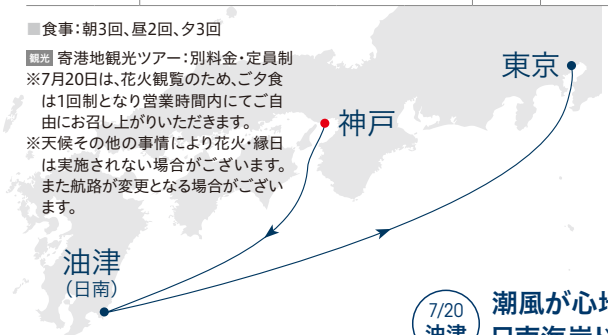 ■食事：朝3回、昼2回、夕3回
観光 寄港地観光ツアー：別料金・定員制
※7月20日は、花火観覧のため、ご夕食
は1回制となり営業時間内にてご自
由にお召し上がりいただきます。
※天候その他の事情により花火・縁日
は実施されない場合がございます。
また航路が変更となる場合がござい
ます。
東京
神戸
油津
（日南）
7/20
油津
潮風が心地
日南海岸